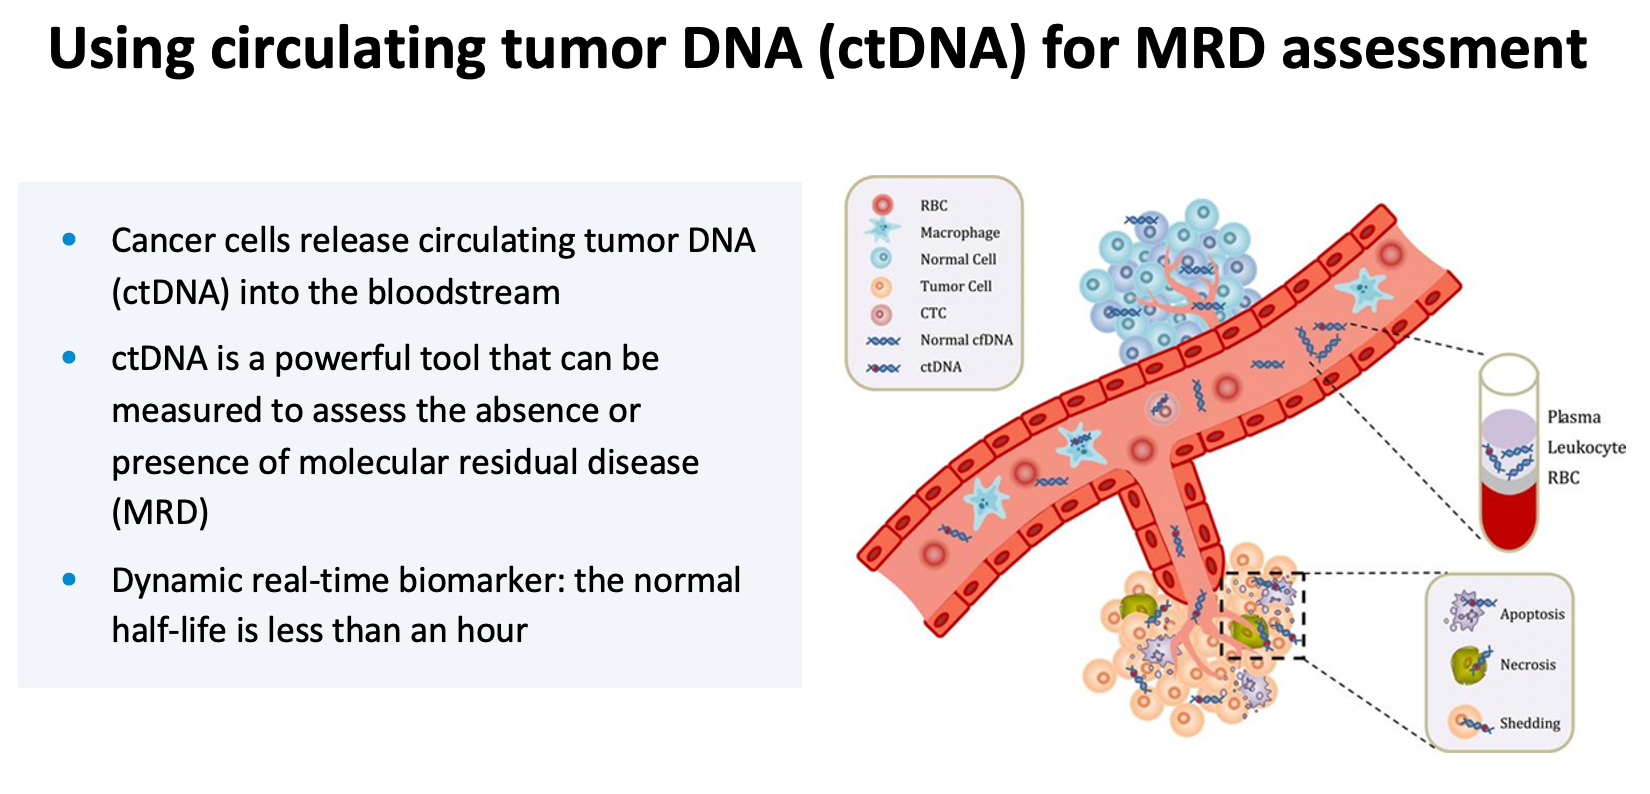 Using circulating tumor DNA (ctDNA) for MRD assessment
• Cancer cells release circulating tumor DNA
(ctDNA) into the bloodstream
• ctDNA is a powerful tool that can be
measured to assess the absence or
presence of molecular residual disease
(MRD)
• Dynamic real-time biomarker: the normal
half-life is less than an hour
RBC
Macrophage
Normal Cell
Tumor Cell
CTC
Normal cfDNA
ctDNA
Plasma
Leukocyte
RBC
Apoptosis
Necrosis
Shedding